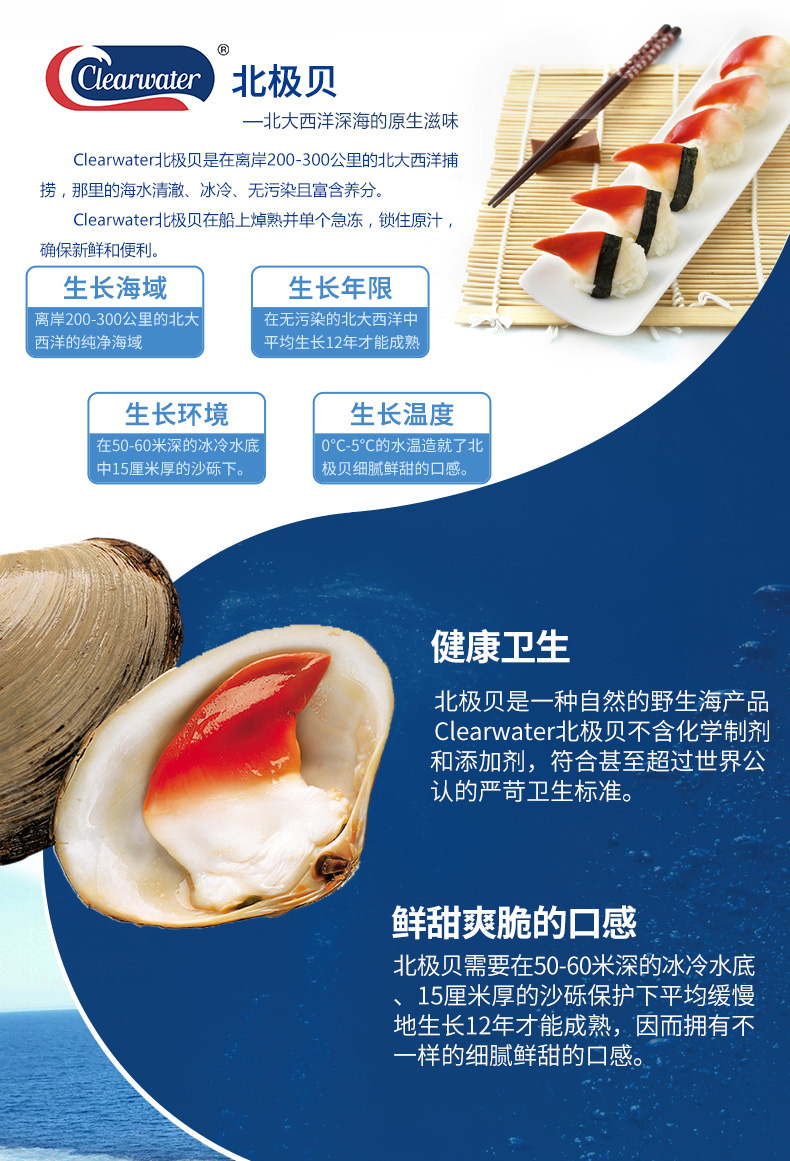 Clearwater®
北极贝
—北大西洋深海的原生滋味
Clearwater北极贝是在离岸200-300公里的北大西洋捕
捞，那里的海水清澈、冰冷、无污染且富含养分。
Clearwater北极贝在船上焯熟并单个急冻，锁住原汁，
确保新鲜和便利。
生长海域
离岸200-300公里的北大
西洋的纯净海域
生长年限
在无污染的北大西洋中
平均生长12年才能成熟
生长环境
在50-60米深的冰冷水底
中15厘米厚的沙砾下。
生长温度
0°C-5°C的水温造就了北
极贝细腻鲜甜的口感。
健康卫生
北极贝是一种自然的野生海产品
Clearwater北极贝不含化学制剂
和添加剂，符合甚至超过世界公
认的严苛卫生标准。
鲜甜爽脆的口感
北极贝需要在50-60米深的冰冷水底
、15厘米厚的沙砾保护下平均缓慢
地生长12年才能成熟，因而拥有不
一样的细腻鲜甜的口感。